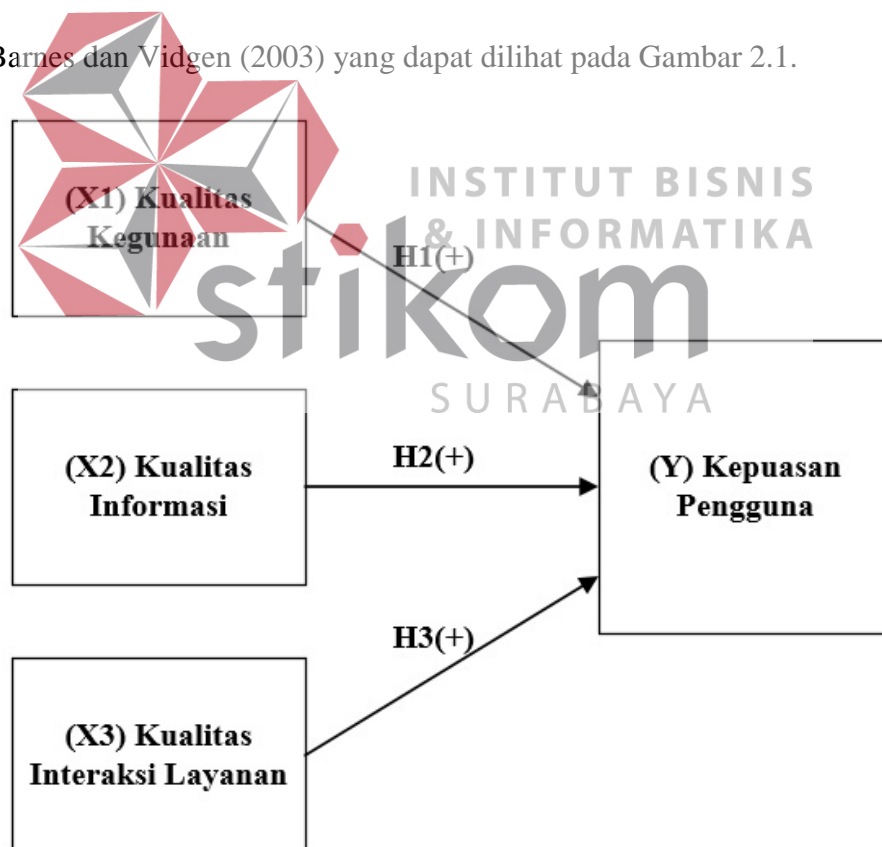 Barnes dan Vidgen (2003) yang dapat dilihat pada Gambar 2.1.
INSTITUT BISNIS
& INFORMATIKA
stikom
SURABAYA
(X1) Kualitas
Kegunaan
H1(+)
(X2) Kualitas
Informasi
H2(+)
(Y) Kepuasan
Pengguna
H3(+)
(X3) Kualitas
Interaksi Layanan